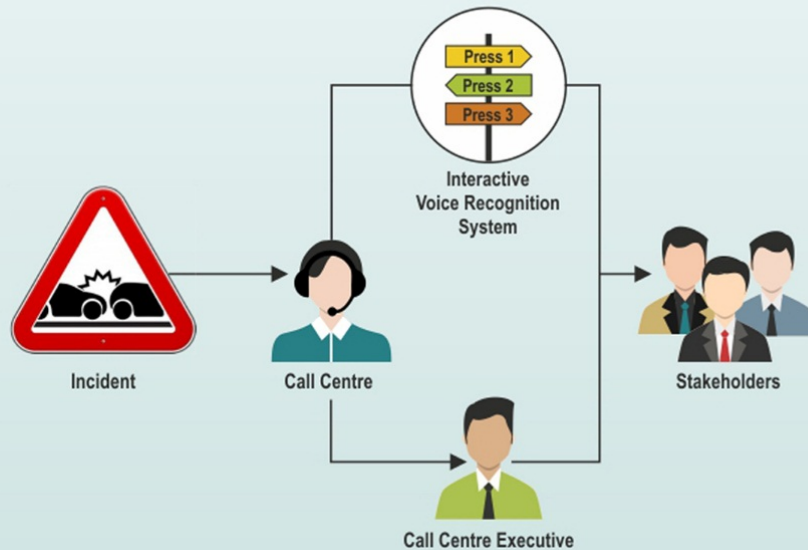 Press 1
Press 2
Press 3
Interactive
Voice Recognition
System
Incident
Call Centre
Stakeholders
Call Centre Executive